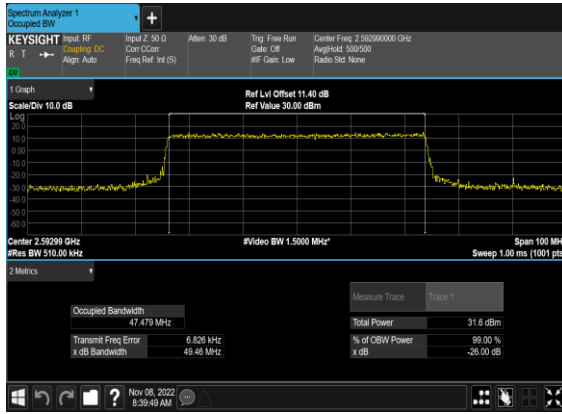 Spectrum Analyzer 1
Occupied BW
+
KEYSIGHT Input: RF Input Z: 50 Ω Atten: 30 dB Trig: Free Run Center Freq: 2.592990000 GHz
R T Coupling: DC Corr CCorr Gate: Off Avg|Hold: 500/500
Align: Auto Freq Ref: Int (S) #IF Gain: Low Radio Std: None
1 Graph
Ref Lvl Offset 11.40 dB
Scale/Div 10.0 dB Ref Value 30.00 dBm
Log
20.0
10.0
0.00
-10.0
-20.0
-30.0
-40.0
-50.0
-60.0
Center 2.59299 GHz #Video BW 1.5000 MHz* Span 100 MH
#Res BW 510.00 kHz Sweep 1.00 ms (1001 pts
2 Metrics
Measure Trace Trace 1
Occupied Bandwidth
47.479 MHz Total Power 31.6 dBm
Transmit Freq Error 6.826 kHz % of OBW Power 99.00 %
x dB Bandwidth 49.46 MHz x dB -26.00 dB
? Nov 08, 2022
8:39:49 AM